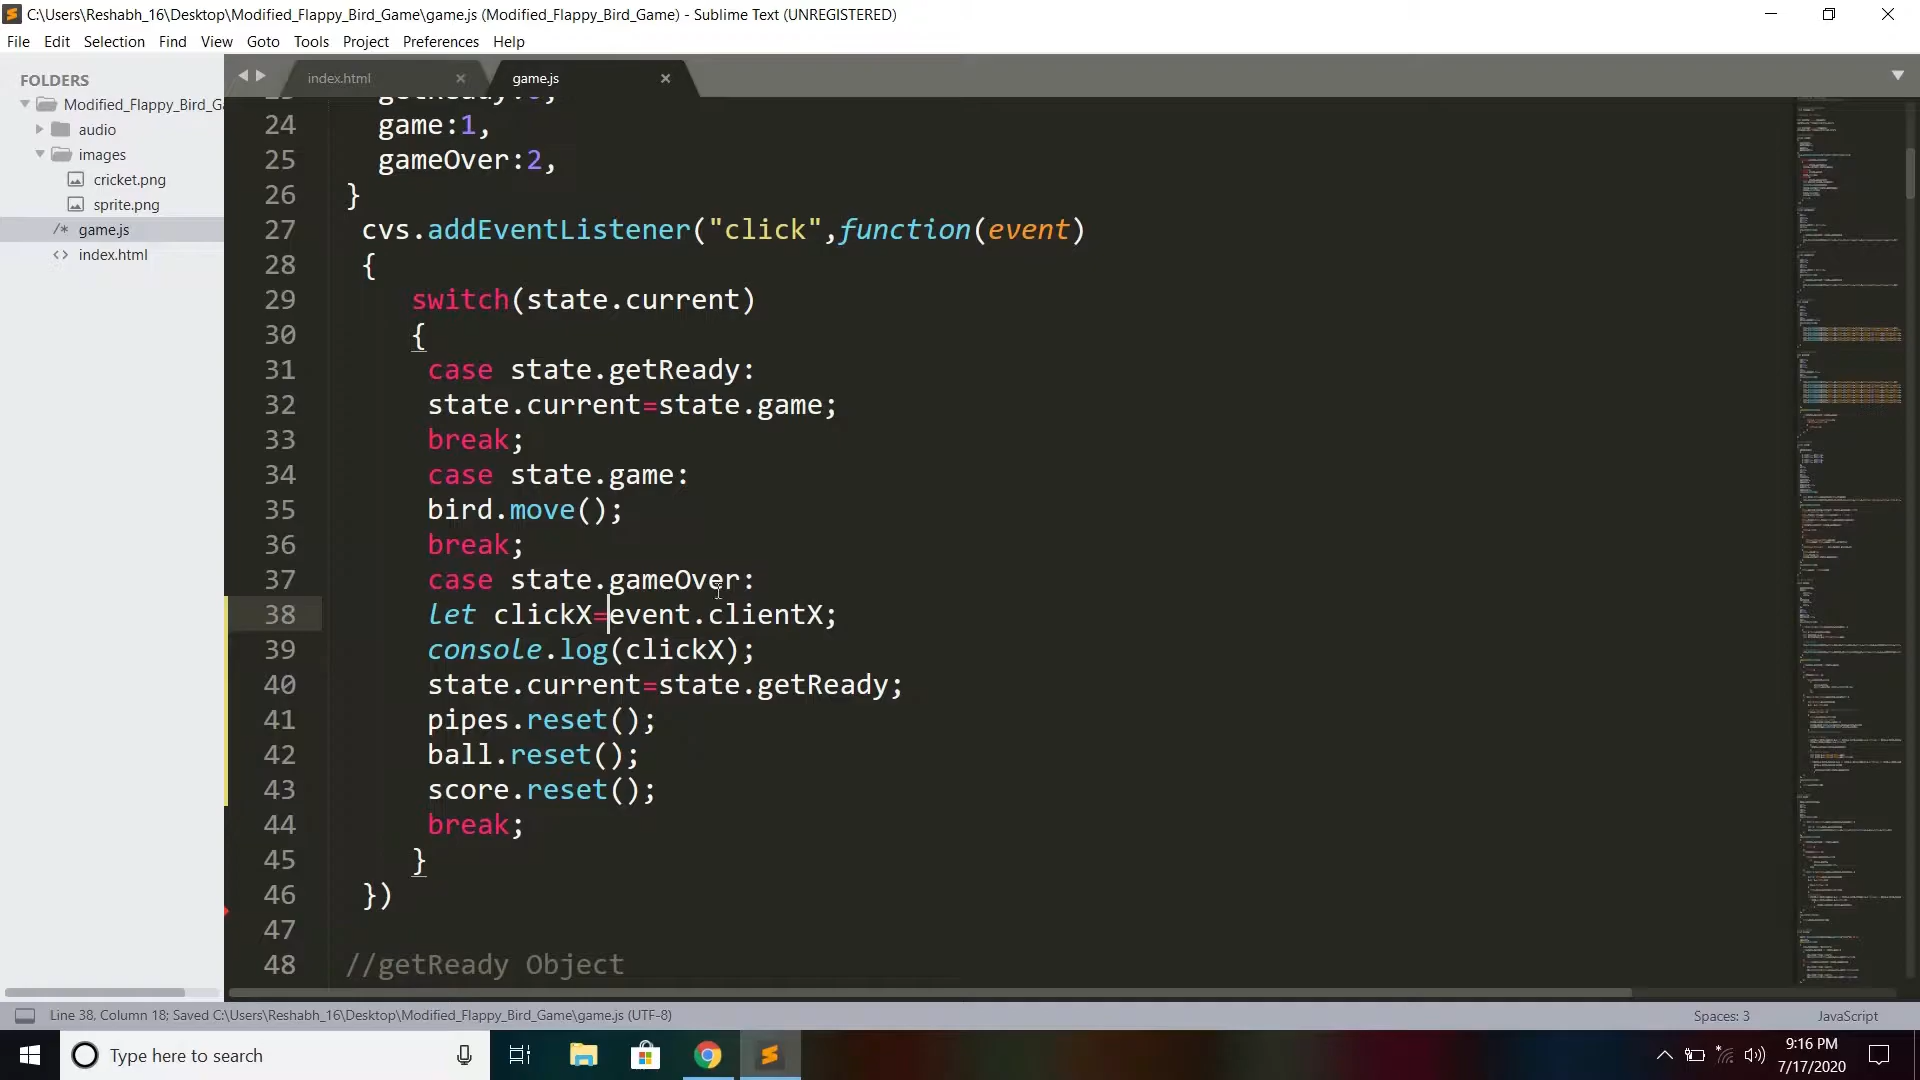 C:\Users\Reshabh_16\Desktop\Modified_Flappy_Bird_Game\game.js (Modified_Flappy_Bird_Game) - Sublime Text (UNREGISTERED)
File Edit Selection Find View Goto Tools Project Preferences Help
FOLDERS
Modified_Flappy_Bird_G
audio
images
cricket.png
sprite.png
/* game.js
<> index.html
index.html
game.js
24 game:1,
25 gameOver:2,
26 }
27 cvs.addEventListener("click",function(event)
28 {
29 switch(state.current)
30 {
31 case state.getReady:
32 state.current=state.game;
33 break;
34 case state.game:
35 bird.move();
36 break;
37 case state.gameOver:
38 let clickX=event.clientX;
39 console.log(clickX);
40 state.current=state.getReady;
41 pipes.reset();
42 ball.reset();
43 score.reset();
44 break;
45 }
46 })
47
48 //getReady Object
Line 38, Column 18; Saved C:\Users\Reshabh_16\Desktop\Modified_Flappy_Bird_Game\game.js (UTF-8)
Spaces: 3
JavaScript
Type here to search
9:16 PM
7/17/2020